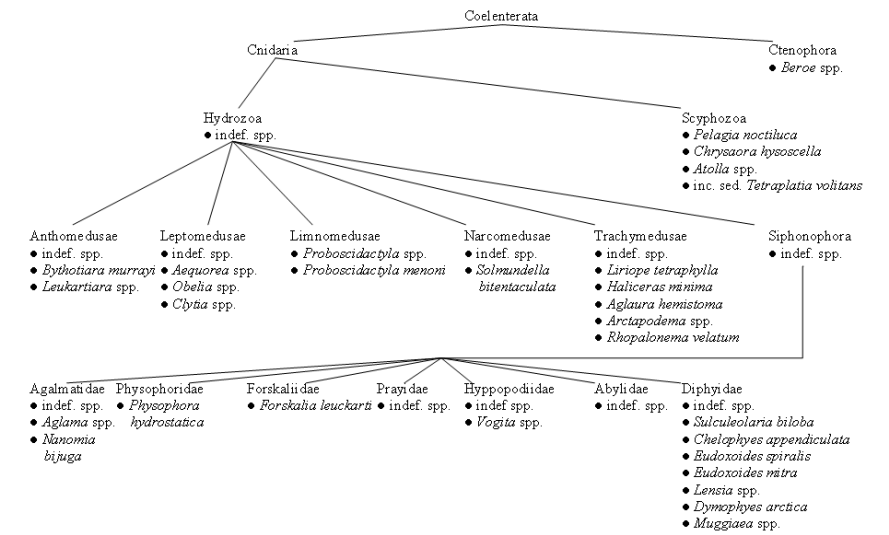 Coelenterata
Cnidaria
Ctenophora
● Beroe spp.
Hydrozoa
● indef. spp.
Scyphozoa
● Pelagia noctiluca
● Chrysaora hysoscella
● Atolla spp.
● inc. sed. Tetraplatia volitans
Anthomedusae
● indef. spp.
● Bythotiara murrayi
● Leukartiara spp.
Leptomedusae
● indef. spp.
● Aequorea spp.
● Obelia spp.
● Clytia spp.
Limnomedusae
● Proboscidactyla spp.
● Proboscidactyla menoni
Narcomedusae
● indef. spp.
● Solmundella
bitentaculata
Trachymedusae
● indef. spp.
● Liriope tetraphylla
● Haliceras minima
● Aglaura hemistoma
● Arctapodema spp.
● Rhopalonema velatum
Siphonophora
● indef. spp.
Agalmatidae
● indef. spp.
● Aglama spp.
● Nanomia
bijuga
Physophoridae
● Physophora
hydrostatica
Forskaliidae
● Forskalia leuckarti
Prayidae
● indef. spp.
Hyppopodiidae
● indef spp.
● Vogita spp.
Abylidae
● indef. spp.
Diphyidae
● indef. spp.
● Sulculeolaria biloba
● Chelophyes appendiculata
● Eudoxoides spiralis
● Eudoxoides mitra
● Lensia spp.
● Dymophyes arctica
● Muggiaea spp.